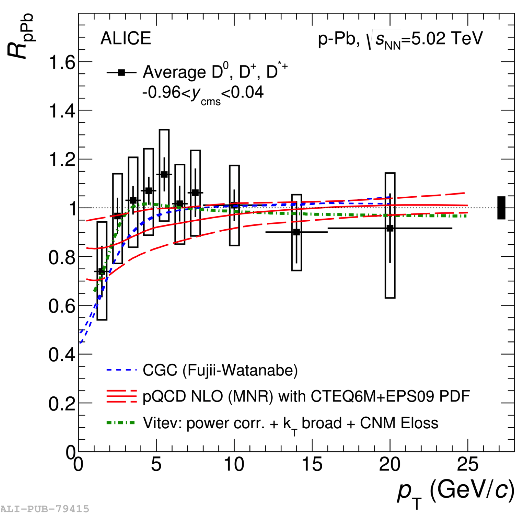 R_pPb
ALICE
p-Pb, √s_NN=5.02 TeV
Average D⁰, D⁺, D*⁺
-0.96<y_cms<0.04
1.6
1.4
1.2
1
0.8
0.6
0.4
0.2
0
CGC (Fujii-Watanabe)
pQCD NLO (MNR) with CTEQ6M+EPS09 PDF
Vitev: power corr. + k_T broad + CNM Eloss
0 5 10 15 20 25
p_T (GeV/c)
ALI-PUB-79415